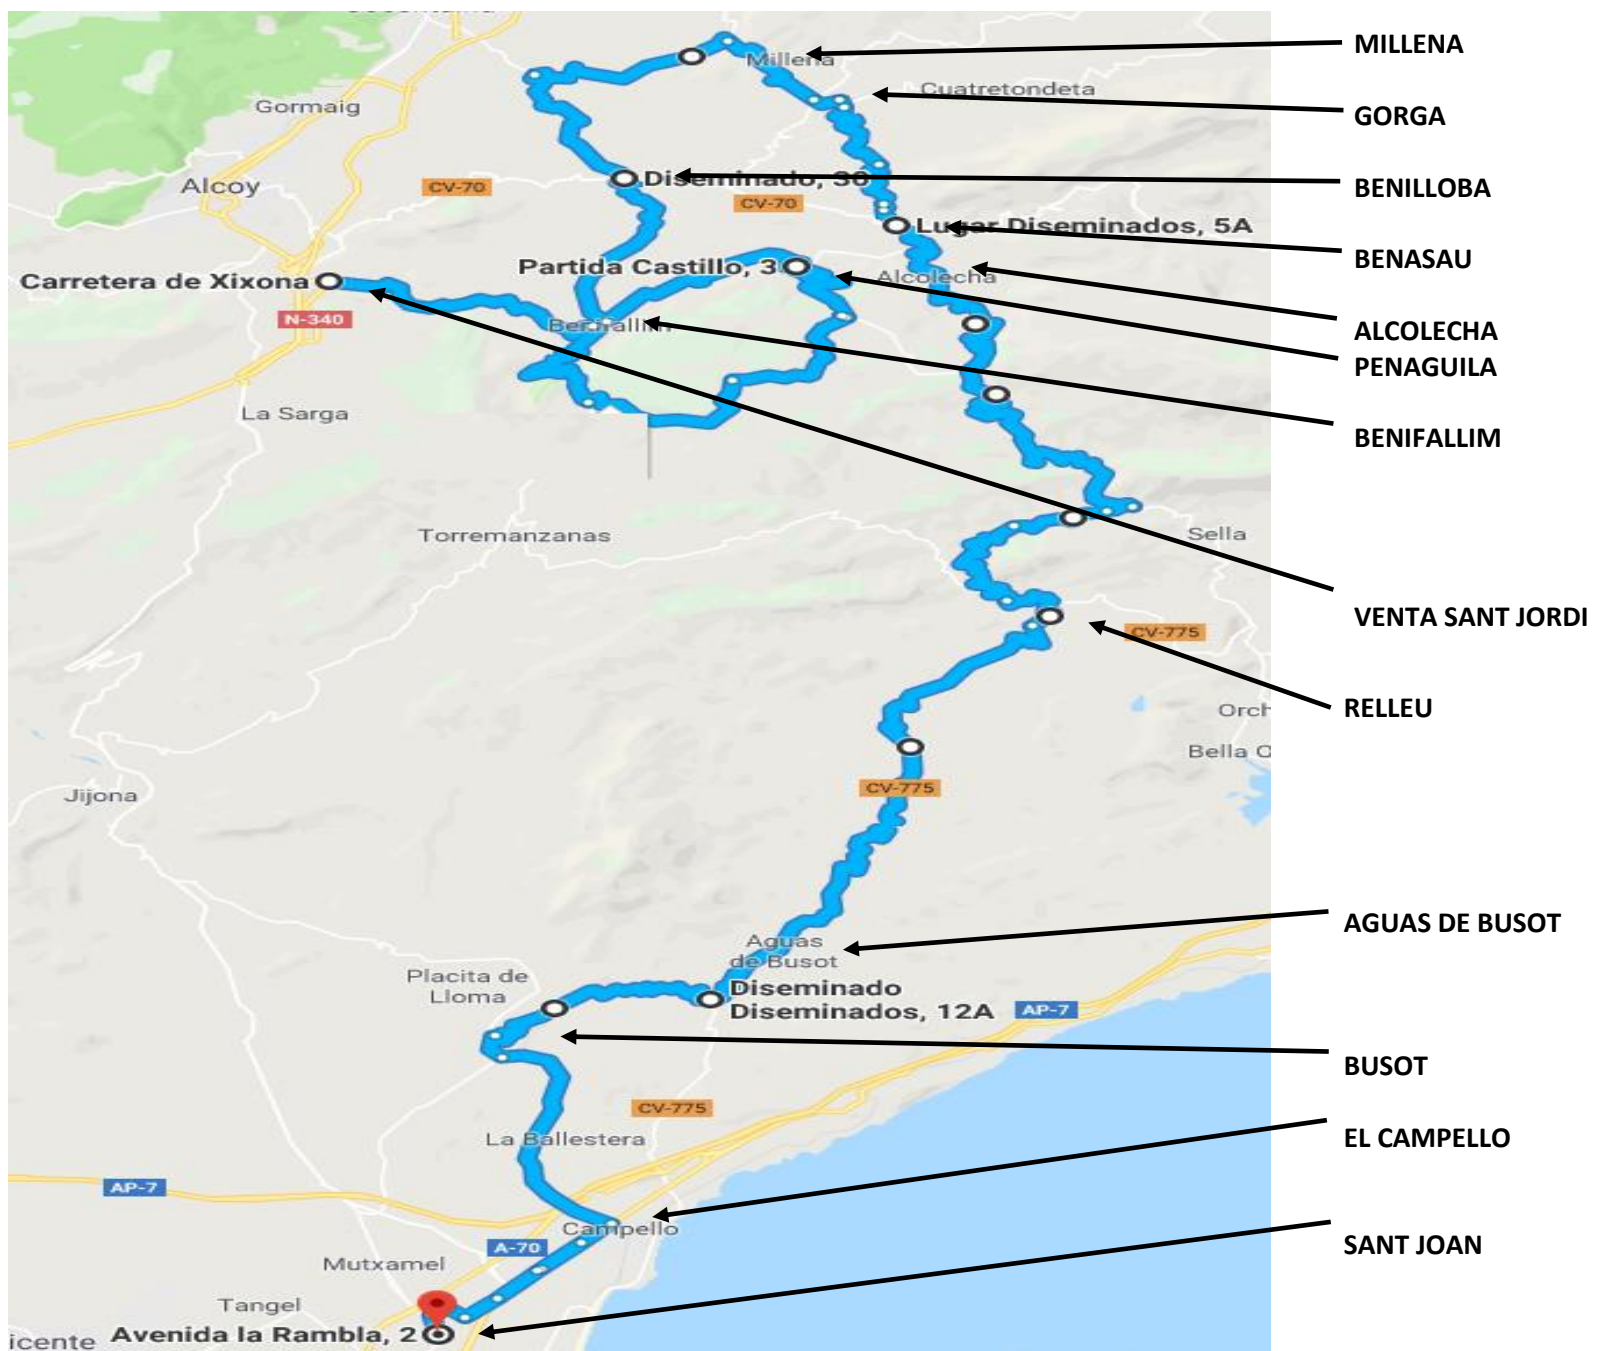 MILLENA
Millena
Cuatretondeta
Gormaig
GORGA
Alcoy
CV-70
Diseminado, 30
CV-70
BENILLOBA
Lugar Diseminados, 5A
BENASAU
Partida Castillo, 3
Alcolecha
Carretera de Xixona
N-340
Benifallim
ALCOLECHA
PENAGUILA
La Sarga
BENIFALLIM
Torremanzanas
Sella
VENTA SANT JORDI
CV-775
RELLEU
Orch
Bella O
CV-775
Jijona
AGUAS DE BUSOT
Aguas
de Busot
Placita de
Lloma
Diseminado
Diseminados, 12A
AP-7
BUSOT
CV-775
La Ballestera
EL CAMPELLO
AP-7
Campello
A-70
SANT JOAN
Mutxamel
Tangel
Avenida la Rambla, 2
icente